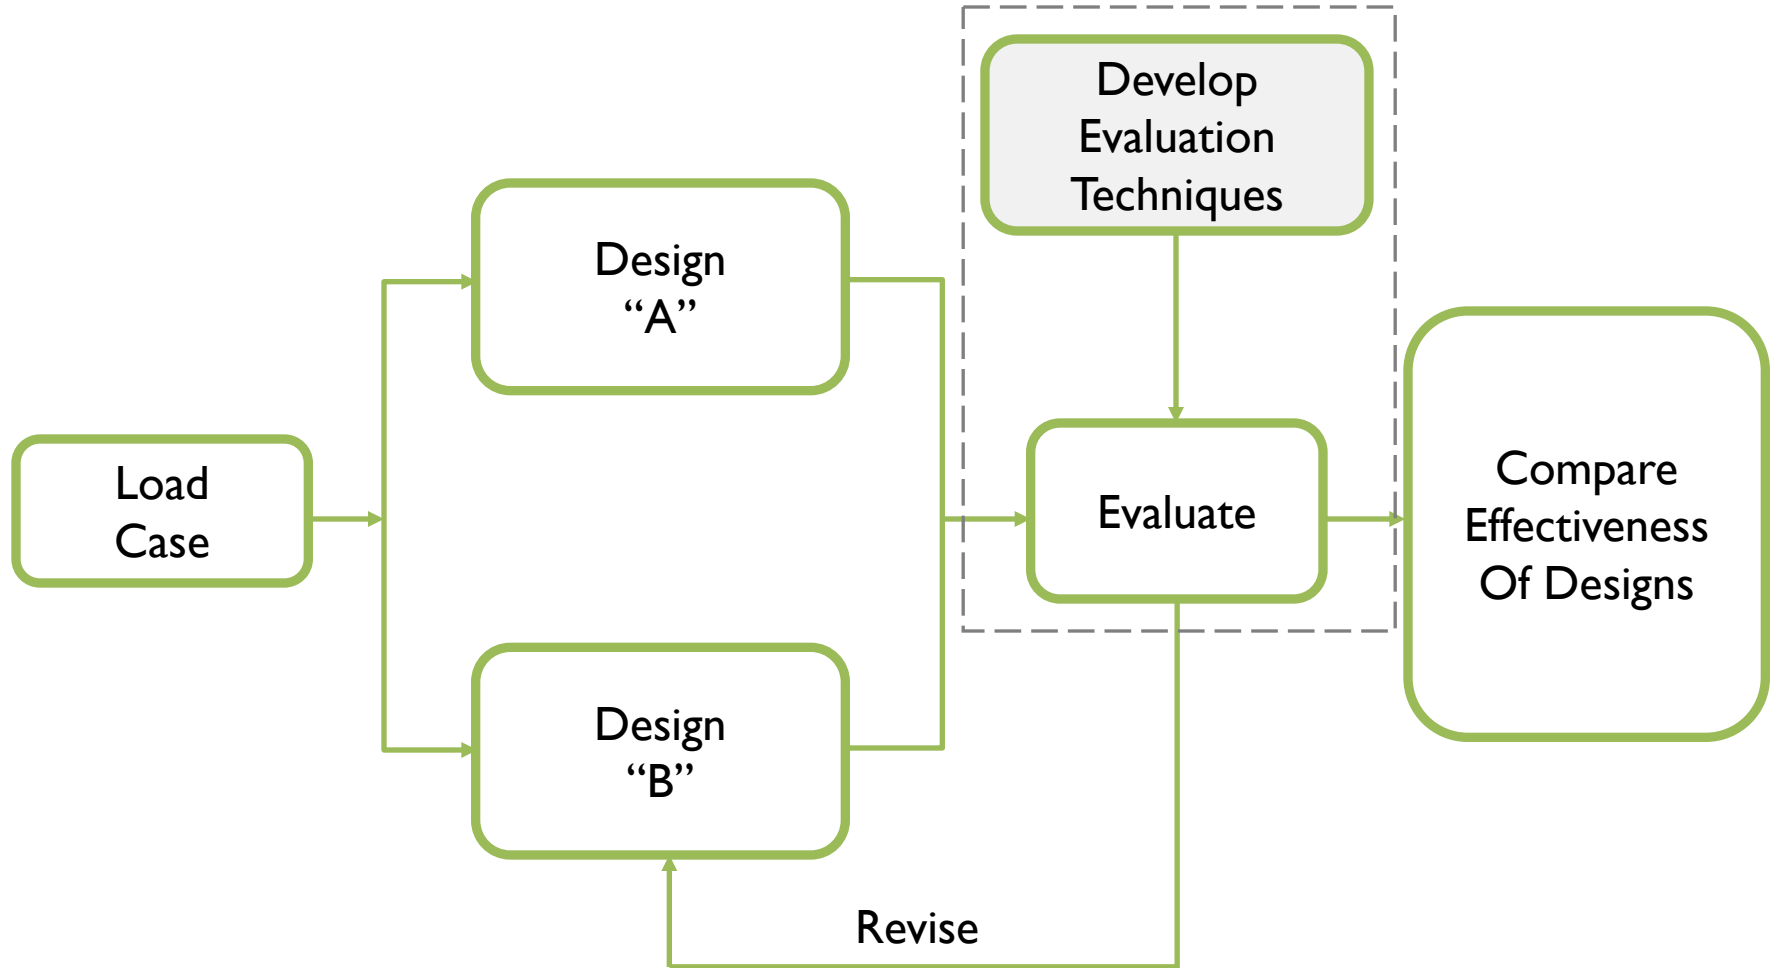 Develop
Evaluation
Techniques
Design
“A”
Load
Case
Evaluate
Compare
Effectiveness
Of Designs
Design
“B”
Revise